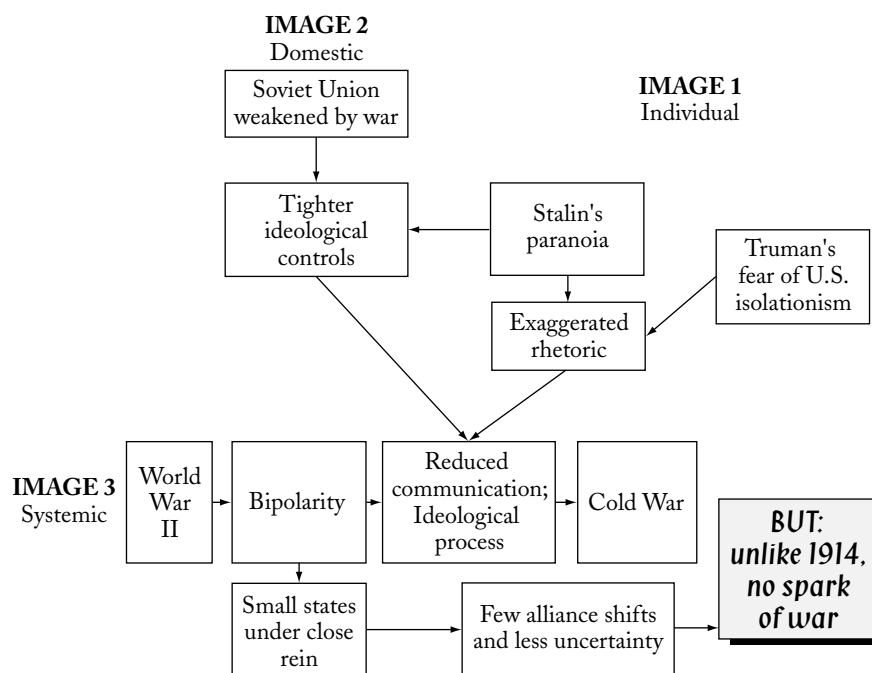 IMAGE 2
Domestic
Soviet Union
weakened by war
IMAGE 1
Individual
Tighter
ideological
controls
Stalin's
paranoia
Truman's
fear of U.S.
isolationism
Exaggerated
rhetoric
IMAGE 3
Systemic
World
War
II
Bipolarity
Reduced
communication;
Ideological
process
Cold War
BUT:
unlike 1914,
no spark
of war
Small states
under close
rein
Few alliance shifts
and less uncertainty